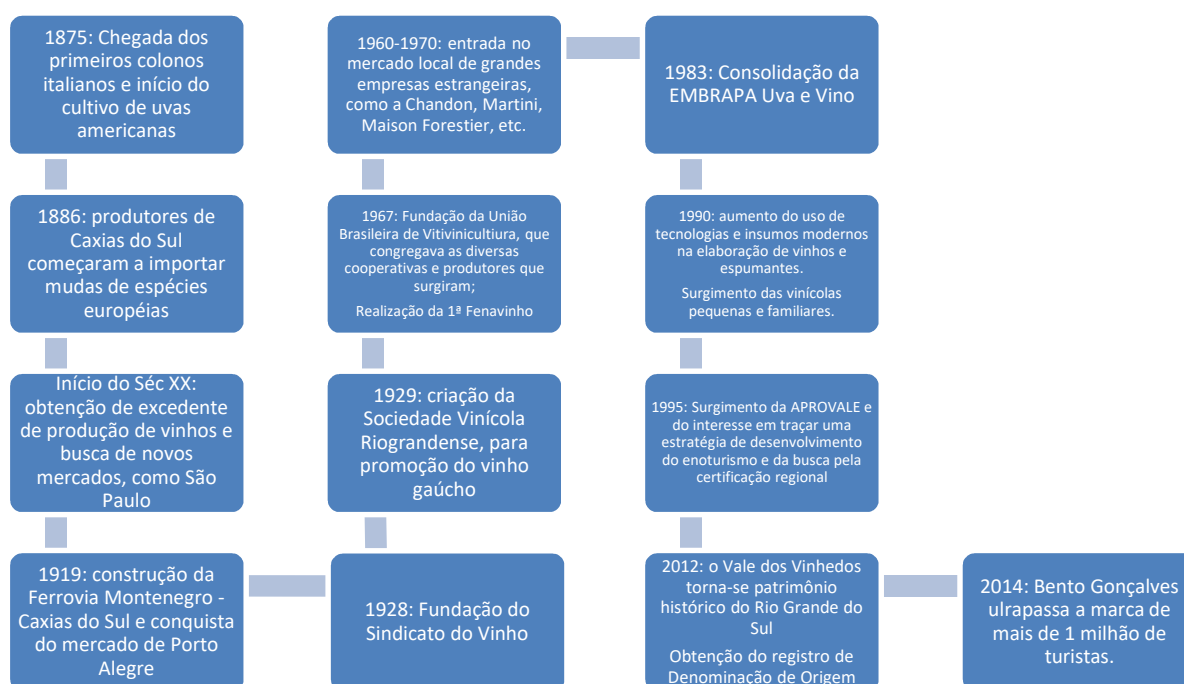 1875: Chegada dos
primeiros colonos
italianos e início do
cultivo de uvas
americanas
1886: produtores de
Caxias do Sul
começaram a importar
mudas de espécies
européias
Início do Séc XX:
obtenção de excedente
de produção de vinhos e
busca de novos
mercados, como São
Paulo
1919: construção da
Ferrovia Montenegro -
Caxias do Sul e conquista
do mercado de Porto
Alegre
1928: Fundação do
Sindicato do Vinho
1929: criação da
Sociedade Vinícola
Riograndense, para
promoção do vinho
gaúcho
1967: Fundação da União
Brasileira de Vitivinicultura, que
congregava as diversas
cooperativas e produtores que
surgiram;
Realização da 1ª Fenavinho
1960-1970: entrada no
mercado local de grandes
empresas estrangeiras,
como a Chandon, Martini,
Maison Forestier, etc.
1983: Consolidação da
EMBRAPA Uva e Vino
1990: aumento do uso de
tecnologias e insumos modernos
na elaboração de vinhos e
espumantes.
Surgimento das vinícolas
pequenas e familiares.
1995: Surgimento da APROVALE e
do interesse em traçar uma
estratégia de desenvolvimento
do enoturismo e da busca pela
certificação regional
2012: o Vale dos Vinhedos
torna-se patrimônio
histórico do Rio Grande do
Sul
Obtenção do registro de
Denominação de Origem
2014: Bento Gonçalves
ulrapassa a marca de
mais de 1 milhão de
turistas.